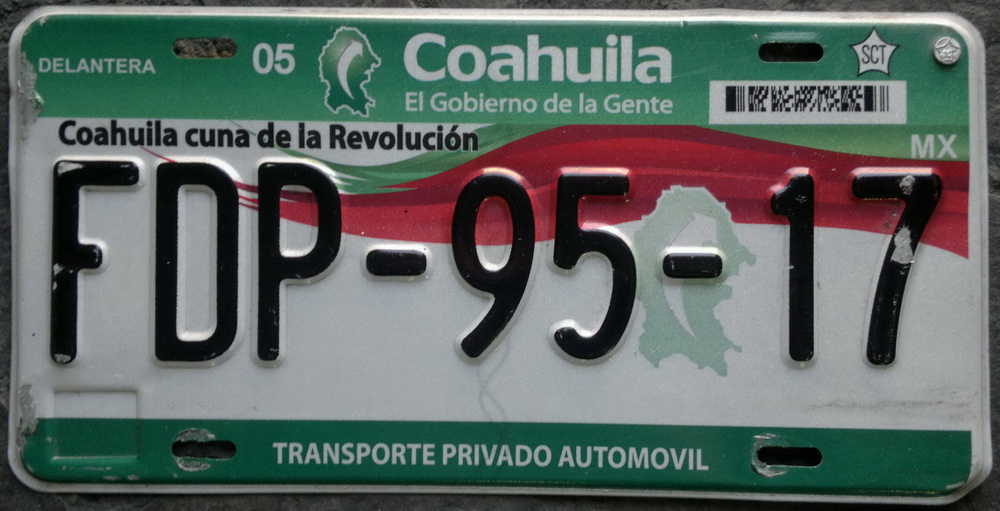 DELANTERA 05 Coahuila SCT
El Gobierno de la Gente
Coahuila cuna de la Revolución MX
FDP-95-17
TRANSPORTE PRIVADO AUTOMOVIL